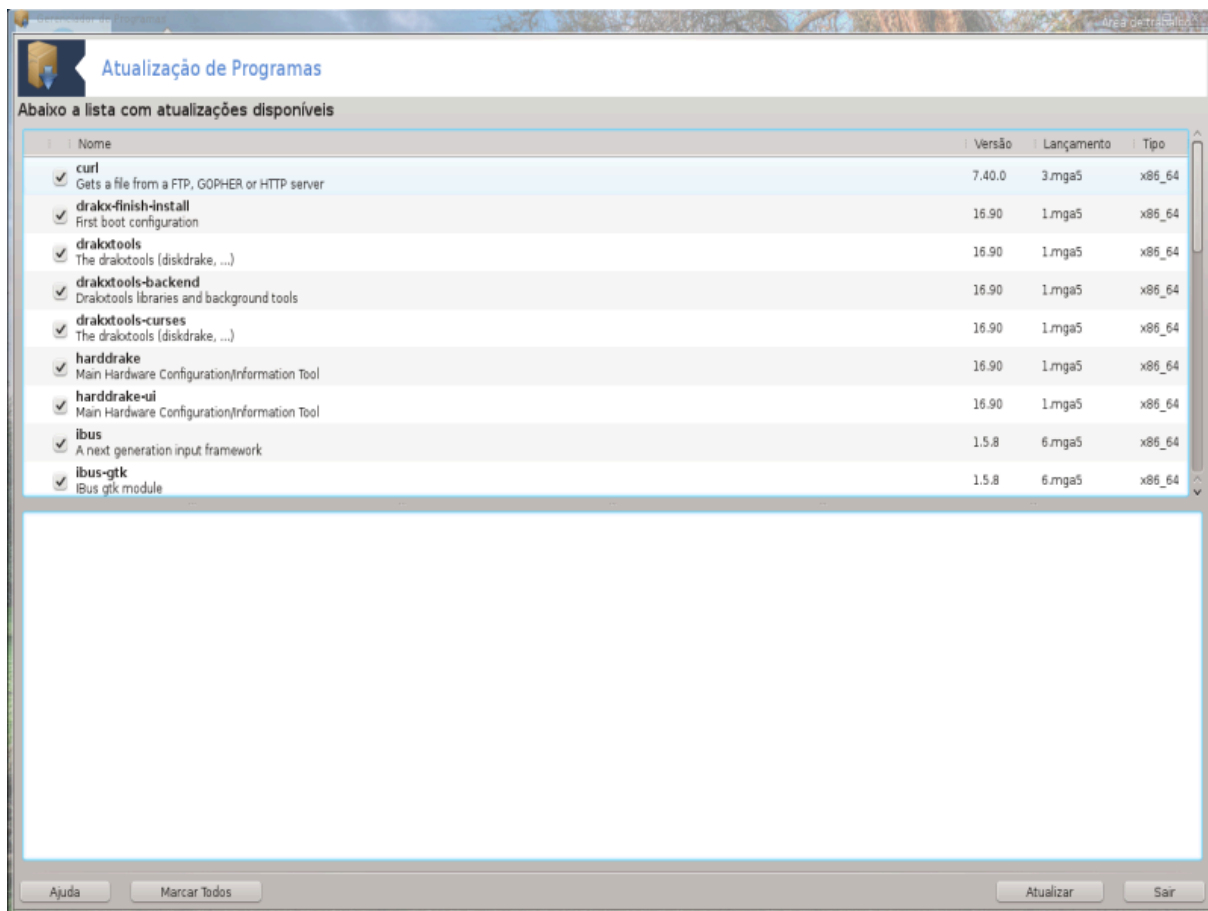 Gerenciador de Programas
Área de trabalho
Atualização de Programas
Abaixo a lista com atualizações disponíveis
Nome Versão Lançamento Tipo
curl
Gets a file from a FTP, GOPHER or HTTP server 7.40.0 3.mga5 x86_64
drakx-finish-install
First boot configuration 16.90 1.mga5 x86_64
drakxtools
The drakxtools (diskdrake, ...) 16.90 1.mga5 x86_64
drakxtools-backend
Drakxtools libraries and background tools 16.90 1.mga5 x86_64
drakxtools-curses
The drakxtools (diskdrake, ...) 16.90 1.mga5 x86_64
harddrake
Main Hardware Configuration/Information Tool 16.90 1.mga5 x86_64
harddrake-ui
Main Hardware Configuration/Information Tool 16.90 1.mga5 x86_64
ibus
A next generation input framework 1.5.8 6.mga5 x86_64
ibus-gtk
IBus gtk module 1.5.8 6.mga5 x86_64
Ajuda Marcar Todos Atualizar Sair